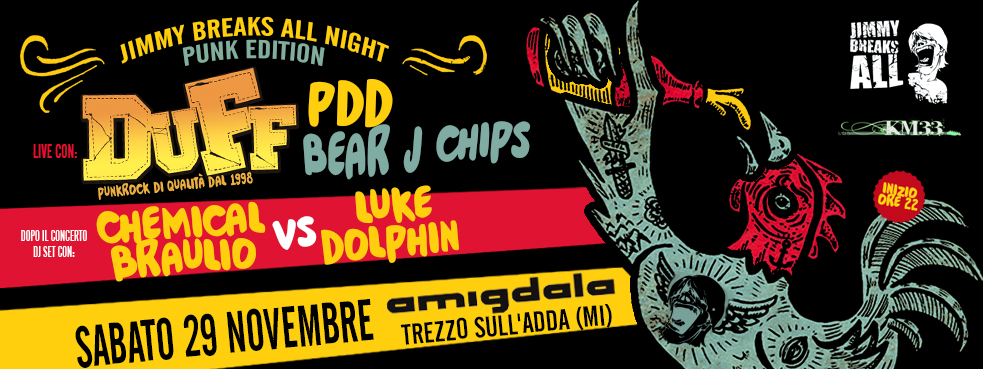 JIMMY BREAKS ALL NIGHT
PUNK EDITION
LIVE CON:
DUFF
PUNKROCK DI QUALITÀ DAL 1998
PDD
BEAR J CHIPS
DOPO IL CONCERTO
DJ SET CON:
CHEMICAL
BRAULIO
VS
LUKE
DOLPHIN
SABATO 29 NOVEMBRE
amigdala
TREZZO SULL'ADDA (MI)
JIMMY
BREAKS
ALL
KM33
INIZIO
ORE 22